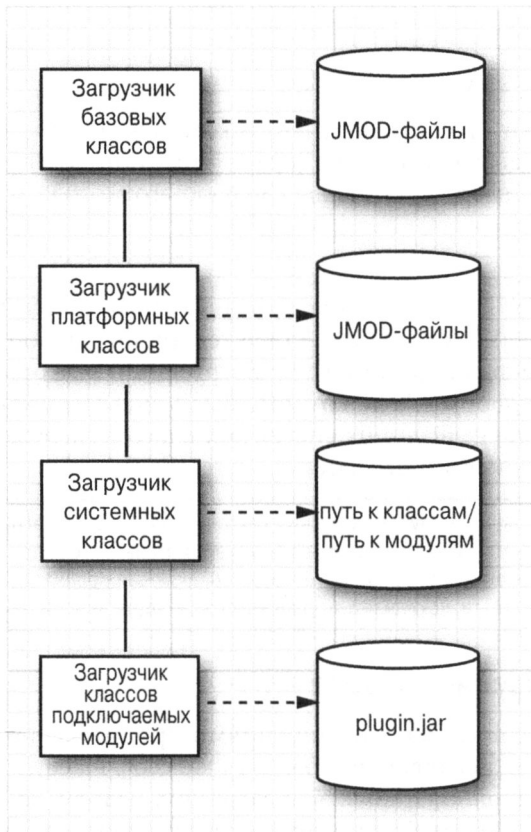 Загрузчик
базовых
классов
JMOD-файлы
Загрузчик
платформных
классов
JMOD-файлы
Загрузчик
системных
классов
путь к классам/
путь к модулям
Загрузчик
классов
подключаемых
модулей
plugin.jar